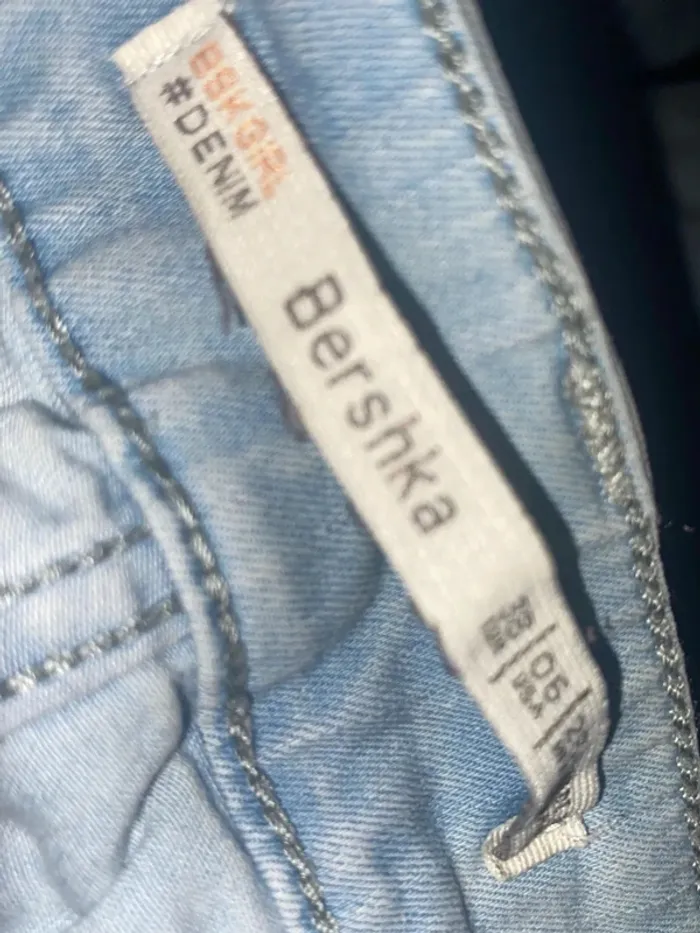 BSK GIRL
#DENIM
Bershka
38 | 06
EUR | USA